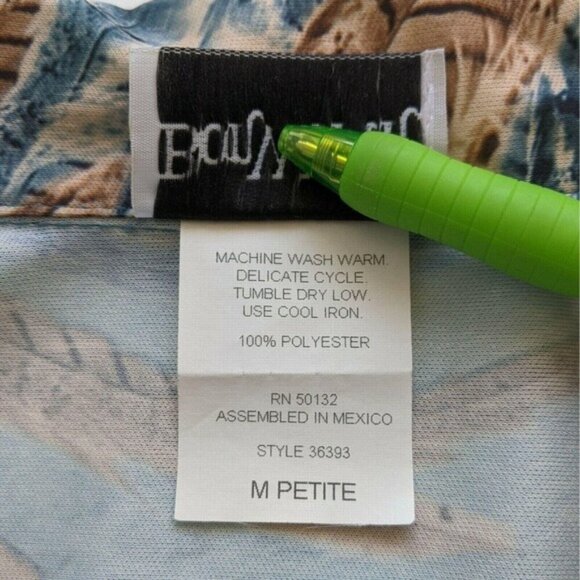 MACHINE WASH WARM.
DELICATE CYCLE.
TUMBLE DRY LOW.
USE COOL IRON.
100% POLYESTER
RN 50132
ASSEMBLED IN MEXICO
STYLE 36393
M PETITE